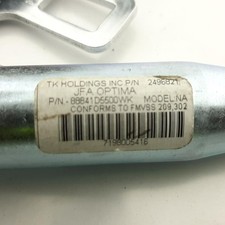 TK HOLDINGS INC P/N 2496821
JFA OPTIMA
P/N.- 88841D5500WK MODEL:NA
CONFORMS TO FMVSS 209,302
7198005416